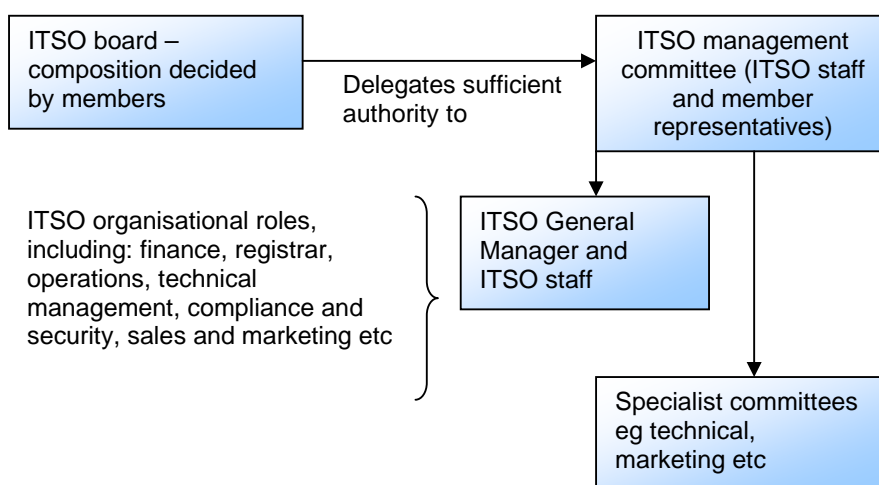 ITSO board –
composition decided
by members
Delegates sufficient
authority to
ITSO management
committee (ITSO staff
and member
representatives)
ITSO organisational roles,
including: finance, registrar,
operations, technical
management, compliance and
security, sales and marketing etc
ITSO General
Manager and
ITSO staff
Specialist committees
eg technical,
marketing etc